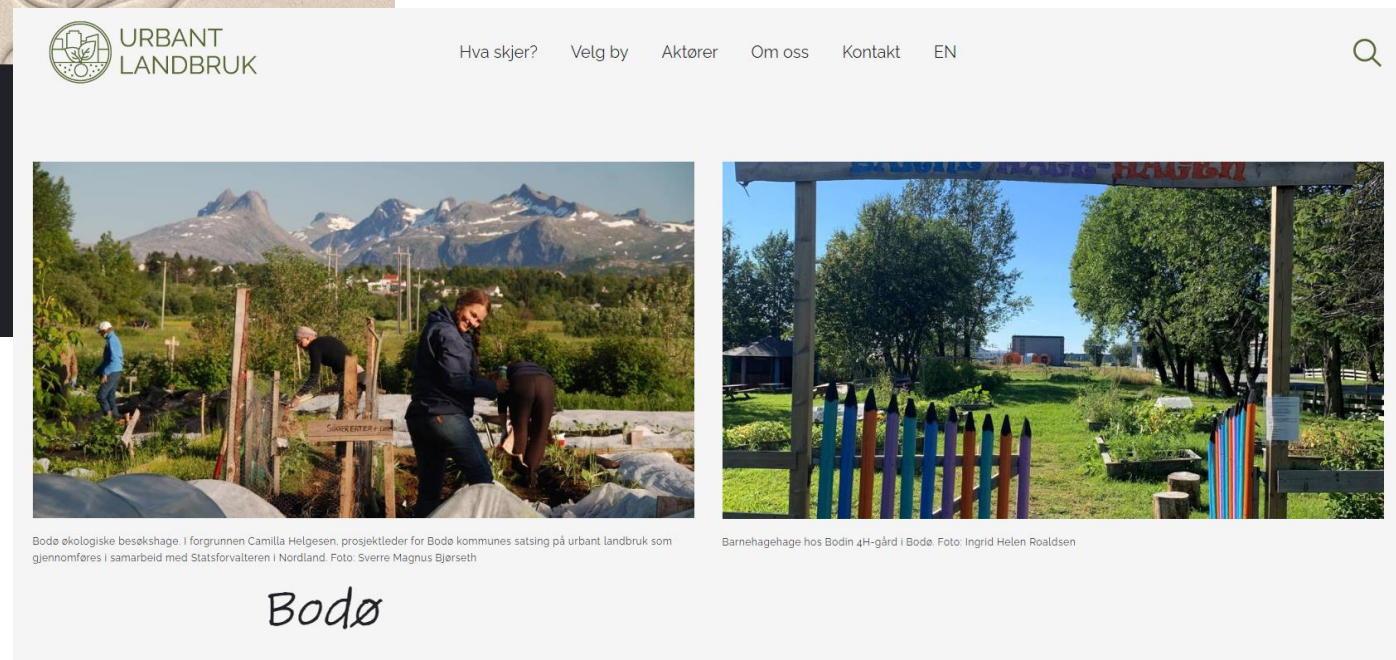 URBANT
LANDBRUK
Hva skjer? Velg by Aktører Om oss Kontakt EN
HAGE-HAGEN
Bodø økologiske besøkshage. I forgrunnen Camilla Helgesen, prosjektleder for Bodø kommunes satsing på urbant landbruk som
gjennomføres i samarbeid med Statsforvalteren i Nordland. Foto: Sverre Magnus Bjørseth
Barnehagehage hos Bodin 4H-gård i Bodø. Foto: Ingrid Helen Roaldsen
Bodø